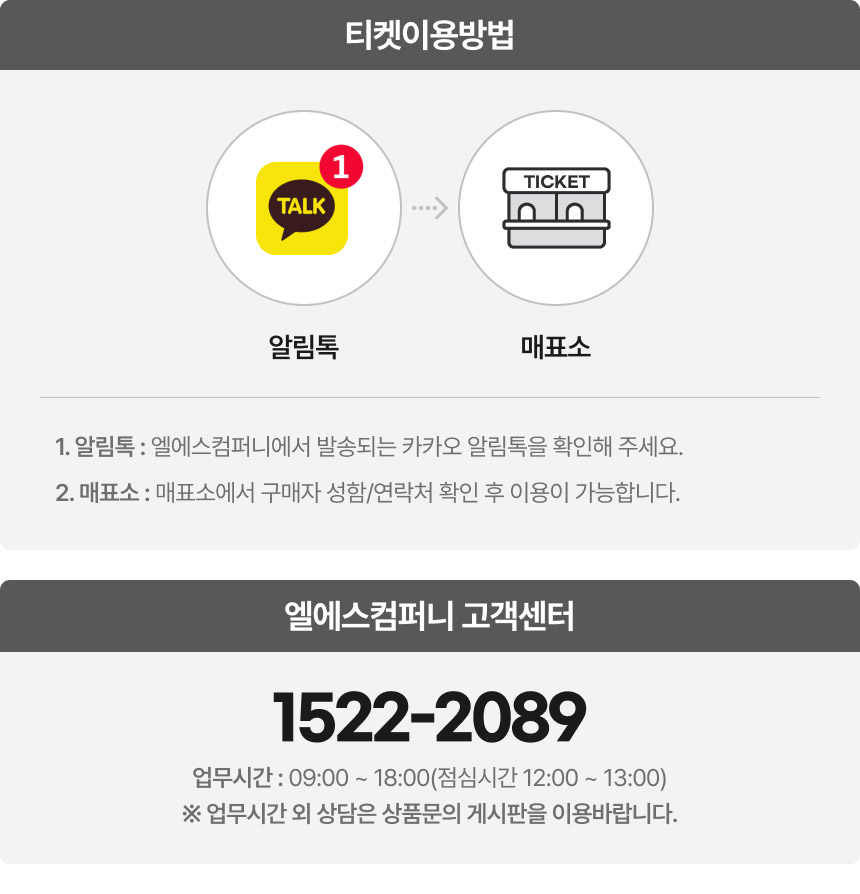 티켓이용방법
1
TALK
TICKET
알림톡
매표소
1. 알림톡 : 엘에스컴퍼니에서 발송되는 카카오 알림톡을 확인해 주세요.
2. 매표소 : 매표소에서 구매자 성함/연락처 확인 후 이용이 가능합니다.
엘에스컴퍼니 고객센터
1522-2089
업무시간 : 09:00 ~ 18:00(점심시간 12:00 ~ 13:00)
※ 업무시간 외 상담은 상품문의 게시판을 이용바랍니다.